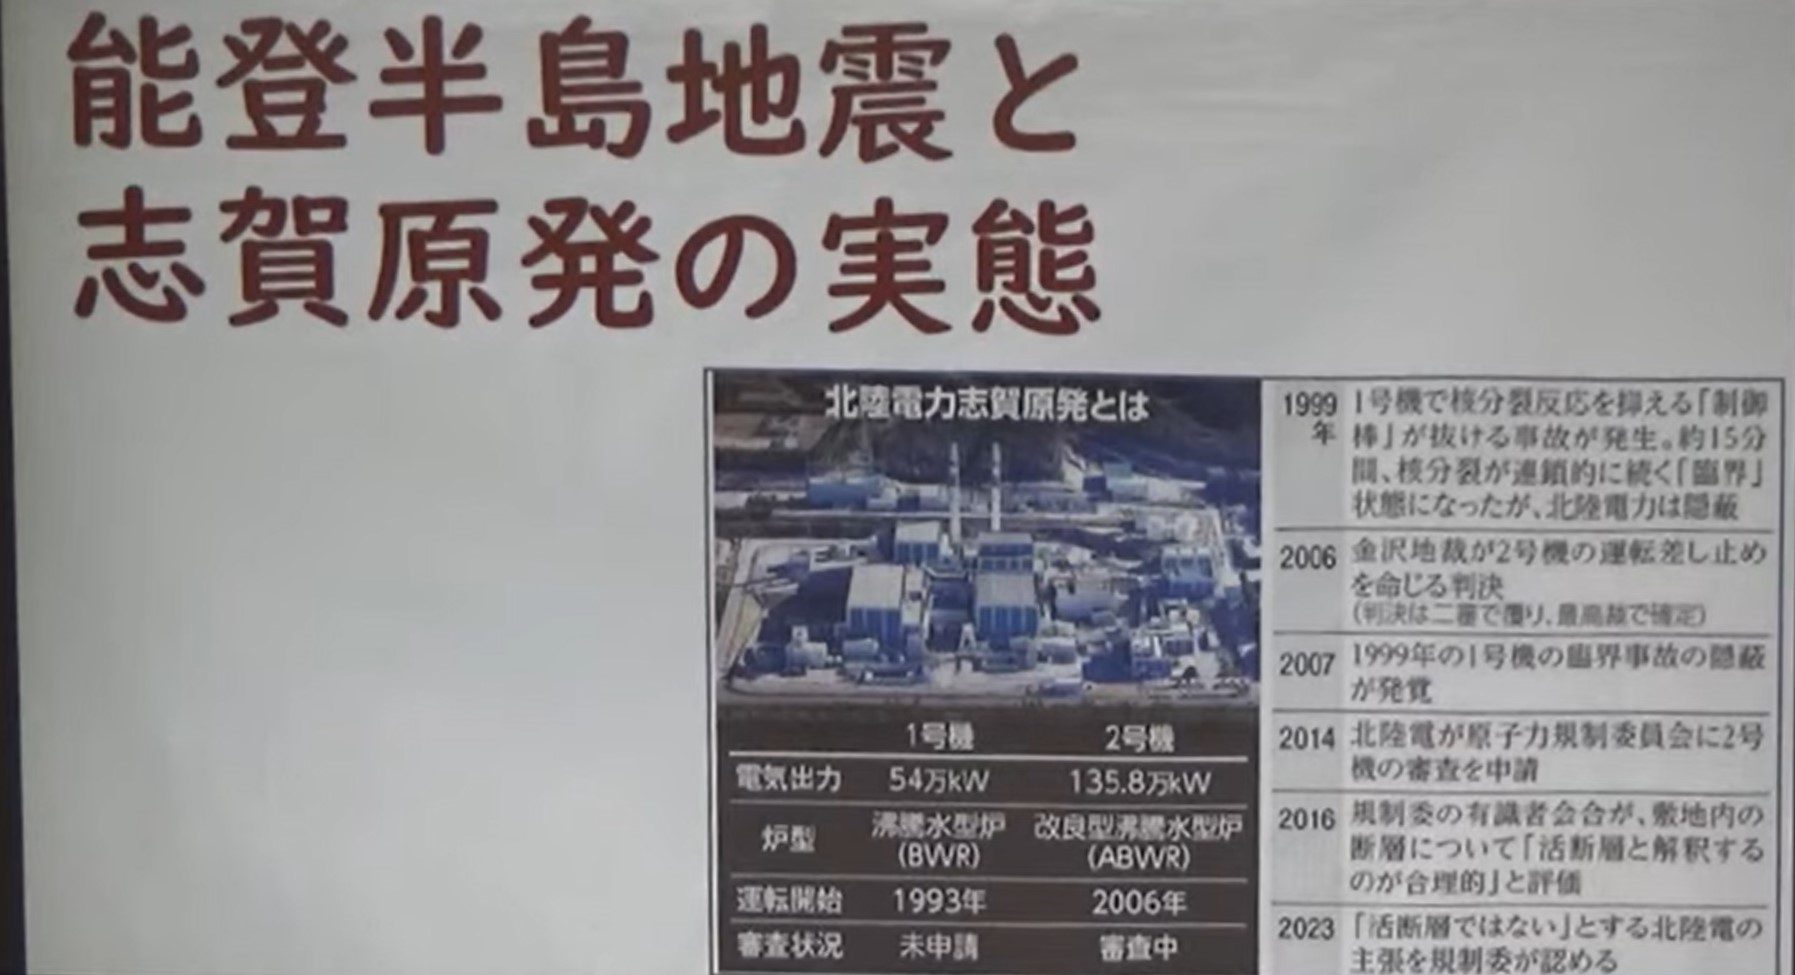 能登半島地震と
志賀原発の実態
北陸電力志賀原発とは
1号機 2号機
電気出力 54万kW 135.8万kW
炉型 沸騰水型炉 改良型沸騰水型炉
(BWR) (ABWR)
運転開始 1993年 2006年
審査状況 未申請 審査中
1999 1号機で核分裂反応を抑える「制御
年 棒」が抜ける事故が発生。約15分
間、核分裂が連鎖的に続く「臨界」
状態になったが、北陸電力は隠蔽
2006 金沢地裁が2号機の運転差し止め
を命じる判決
(判決は二審で覆り、最高裁で確定)
2007 1999年の1号機の臨界事故の隠蔽
が発覚
2014 北陸電が原子力規制委員会に2号
機の審査を申請
2016 規制委の有識者会合が、敷地内の
断層について「活断層と解釈する
のが合理的」と評価
2023 「活断層ではない」とする北陸電の
主張を規制委が認める